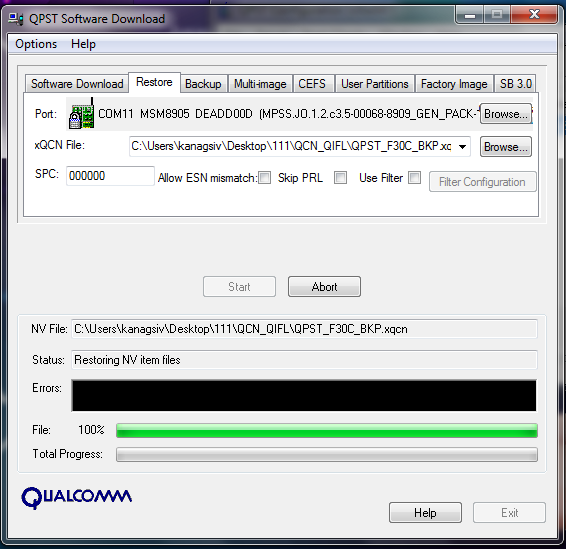 QPST Software Download
Options Help
Software Download Restore Backup Multi-image CEFS User Partitions Factory Image SB 3.0
Port: COM11 MSM8905 DEADD00D (MPSS.JO.1.2.c3.5-00068-8909_GEN_PACK- Browse...
xQCN File: C:\Users\kanagsiv\Desktop\111\QCN_QIFL\QPST_F30C_BKP.xqc Browse...
SPC: 000000 Allow ESN mismatch: Skip PRL Use Filter Filter Configuration
Start Abort
NV File: C:\Users\kanagsiv\Desktop\111\QCN_QIFL\QPST_F30C_BKP.xqcn
Status: Restoring NV item files
Errors:
File: 100%
Total Progress:
QUALCOMM
Help Exit